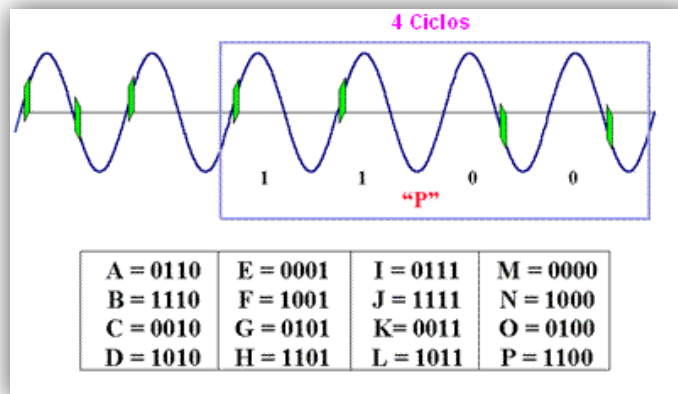 4 Ciclos
1 1 0 0
“P”
A = 0110 E = 0001 I = 0111 M = 0000
B = 1110 F = 1001 J = 1111 N = 1000
C = 0010 G = 0101 K= 0011 O = 0100
D = 1010 H = 1101 L = 1011 P = 1100